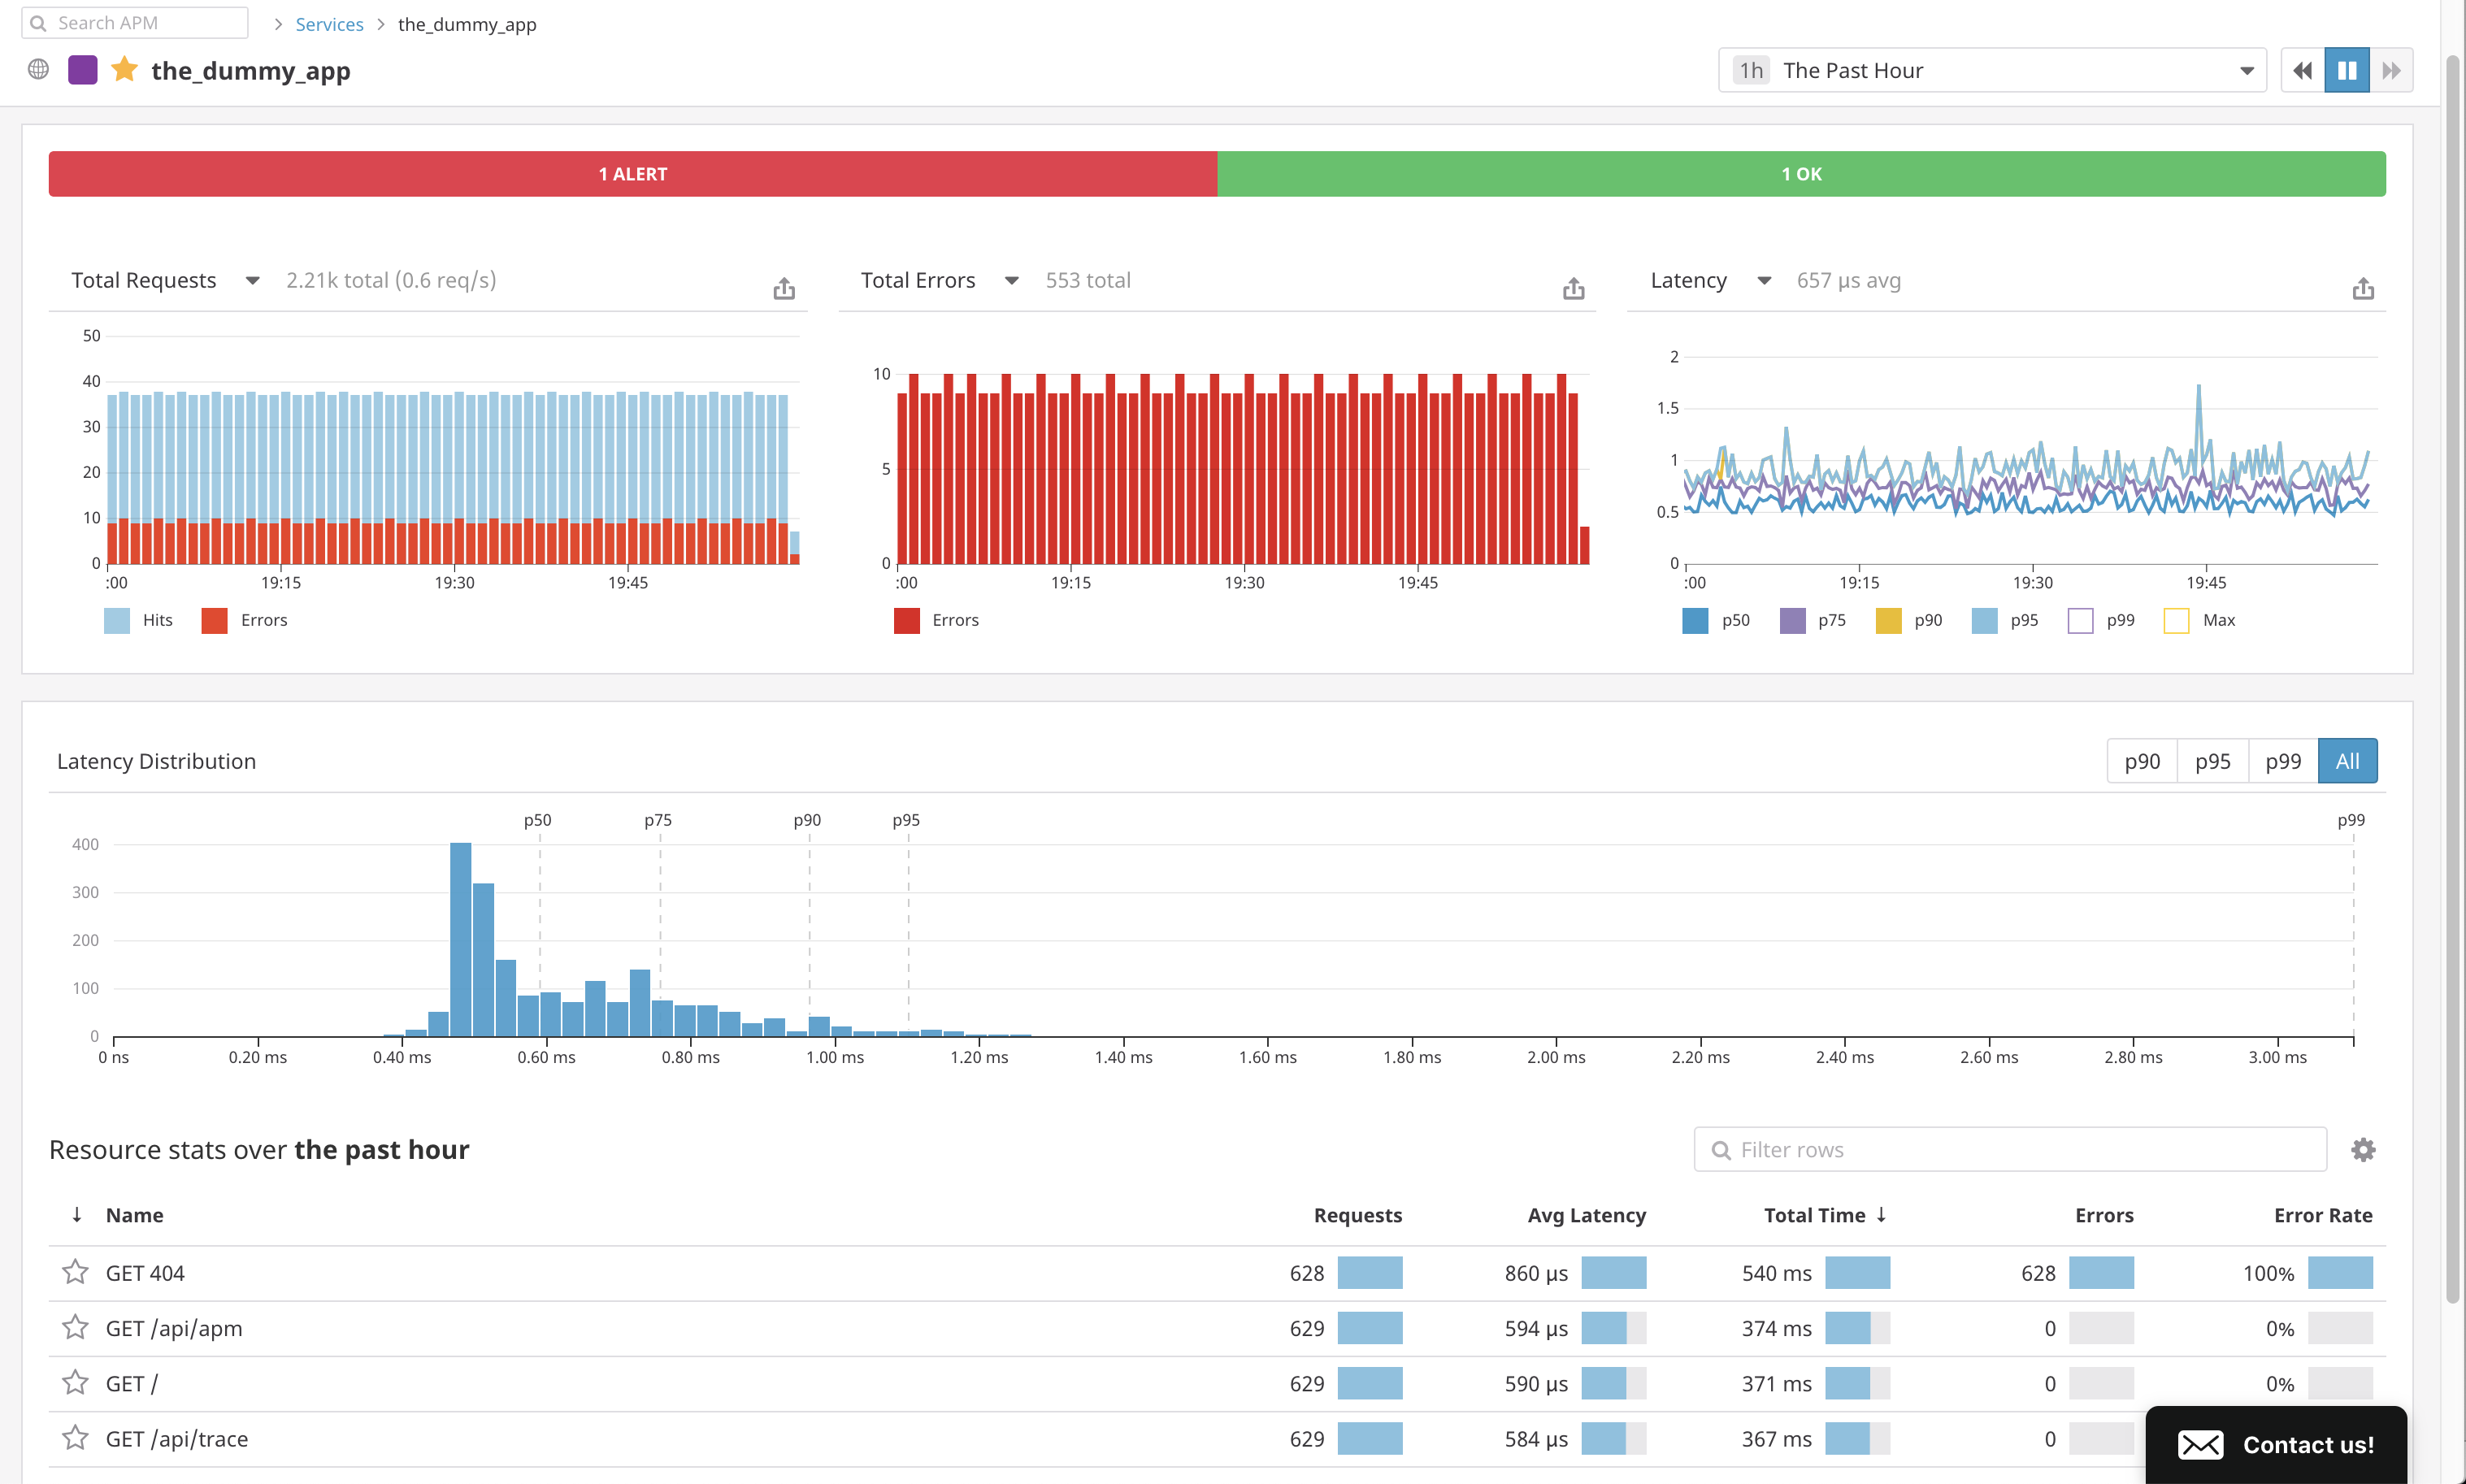 Search APM > Services > the_dummy_app
the_dummy_app
1h The Past Hour
1 ALERT
1 OK
Total Requests 2.21k total (0.6 req/s)
50
40
30
20
10
0
:00 19:15 19:30 19:45
Hits Errors
Total Errors 553 total
10
5
0
:00 19:15 19:30 19:45
Errors
Latency 657 µs avg
2
1.5
1
0.5
0
:00 19:15 19:30 19:45
p50 p75 p90 p95 p99 Max
Latency Distribution
p90 p95 p99 All
p50 p75 p90 p95 p99
400
300
200
100
0
0 ns 0.20 ms 0.40 ms 0.60 ms 0.80 ms 1.00 ms 1.20 ms 1.40 ms 1.60 ms 1.80 ms 2.00 ms 2.20 ms 2.40 ms 2.60 ms 2.80 ms 3.00 ms
Resource stats over the past hour
Filter rows
↓ Name Requests Avg Latency Total Time ↓ Errors Error Rate
GET 404 628 860 µs 540 ms 628 100%
GET /api/apm 629 594 µs 374 ms 0 0%
GET / 629 590 µs 371 ms 0 0%
GET /api/trace 629 584 µs 367 ms 0
Contact us!